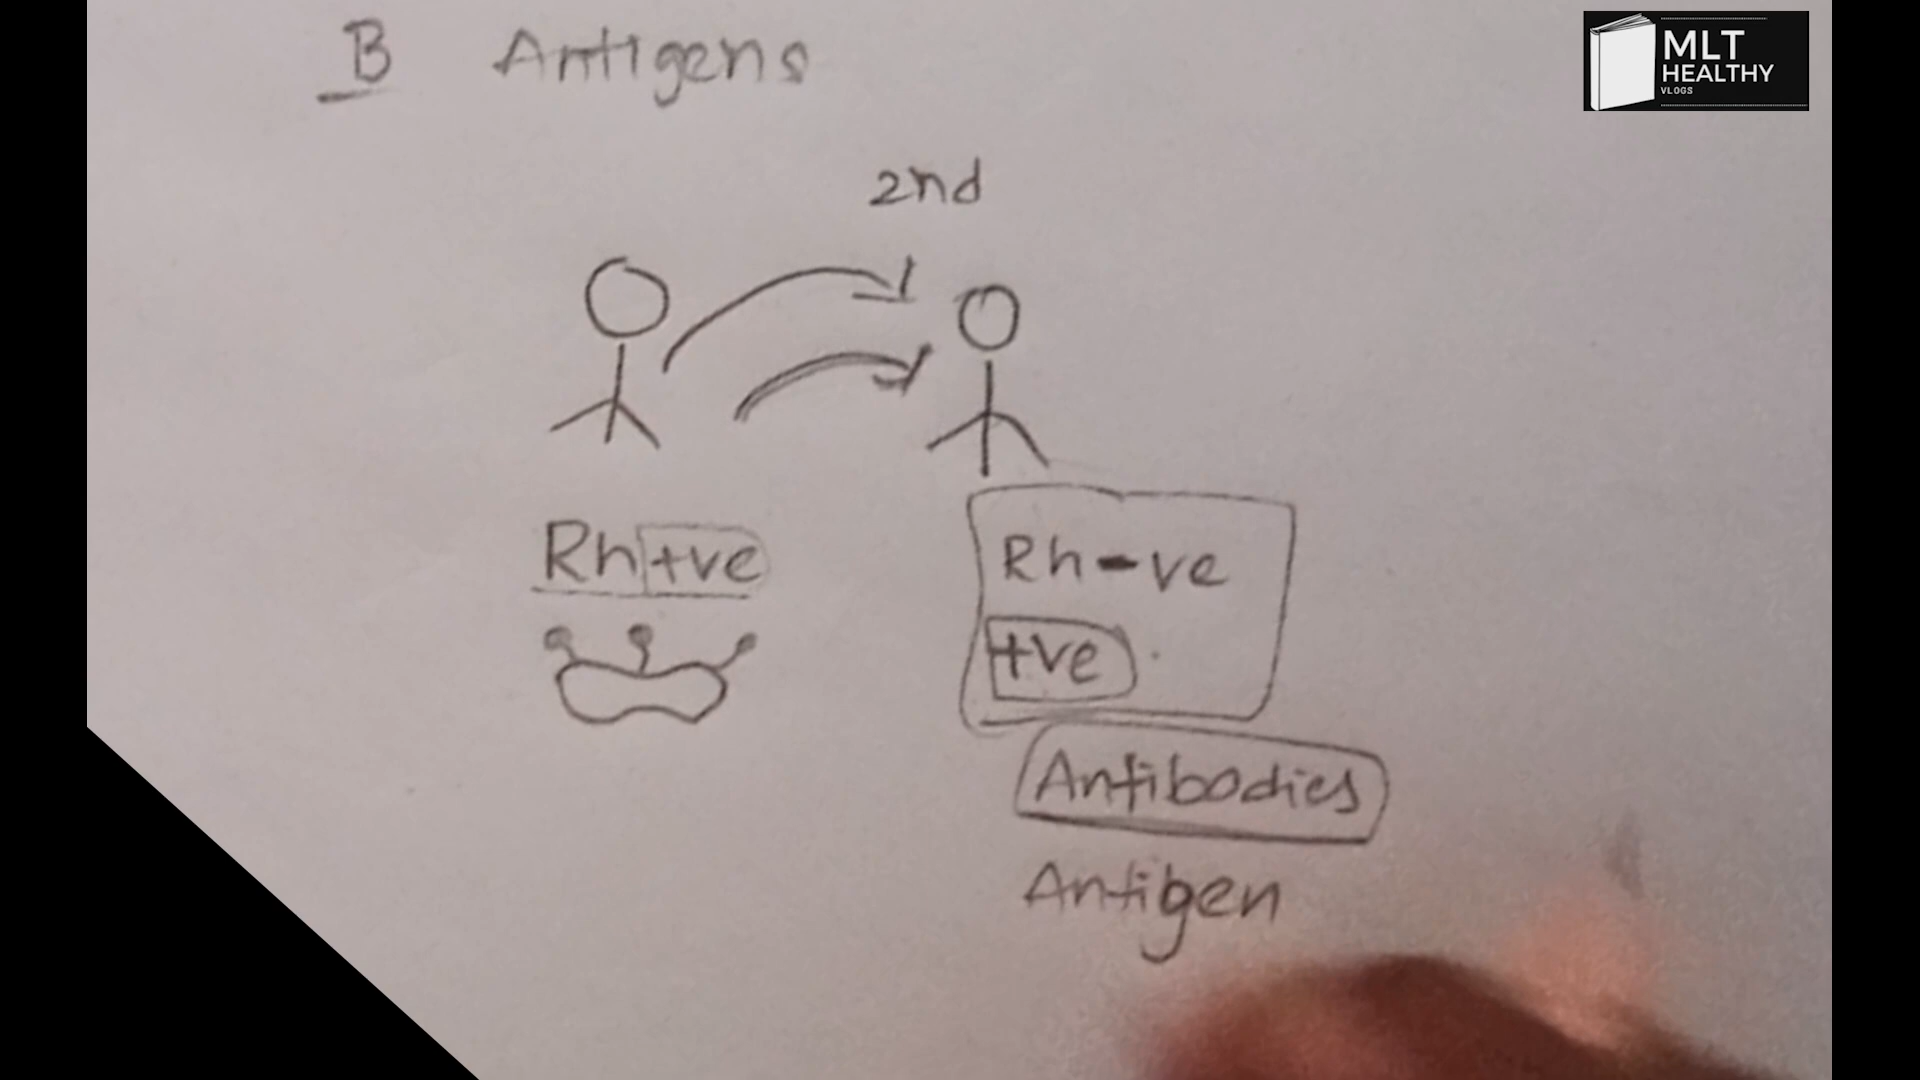 B Antigens
MLT
HEALTHY
VLOGS
2nd
Rh+ve
Rh-ve
+ve
Antibodies
Antigen